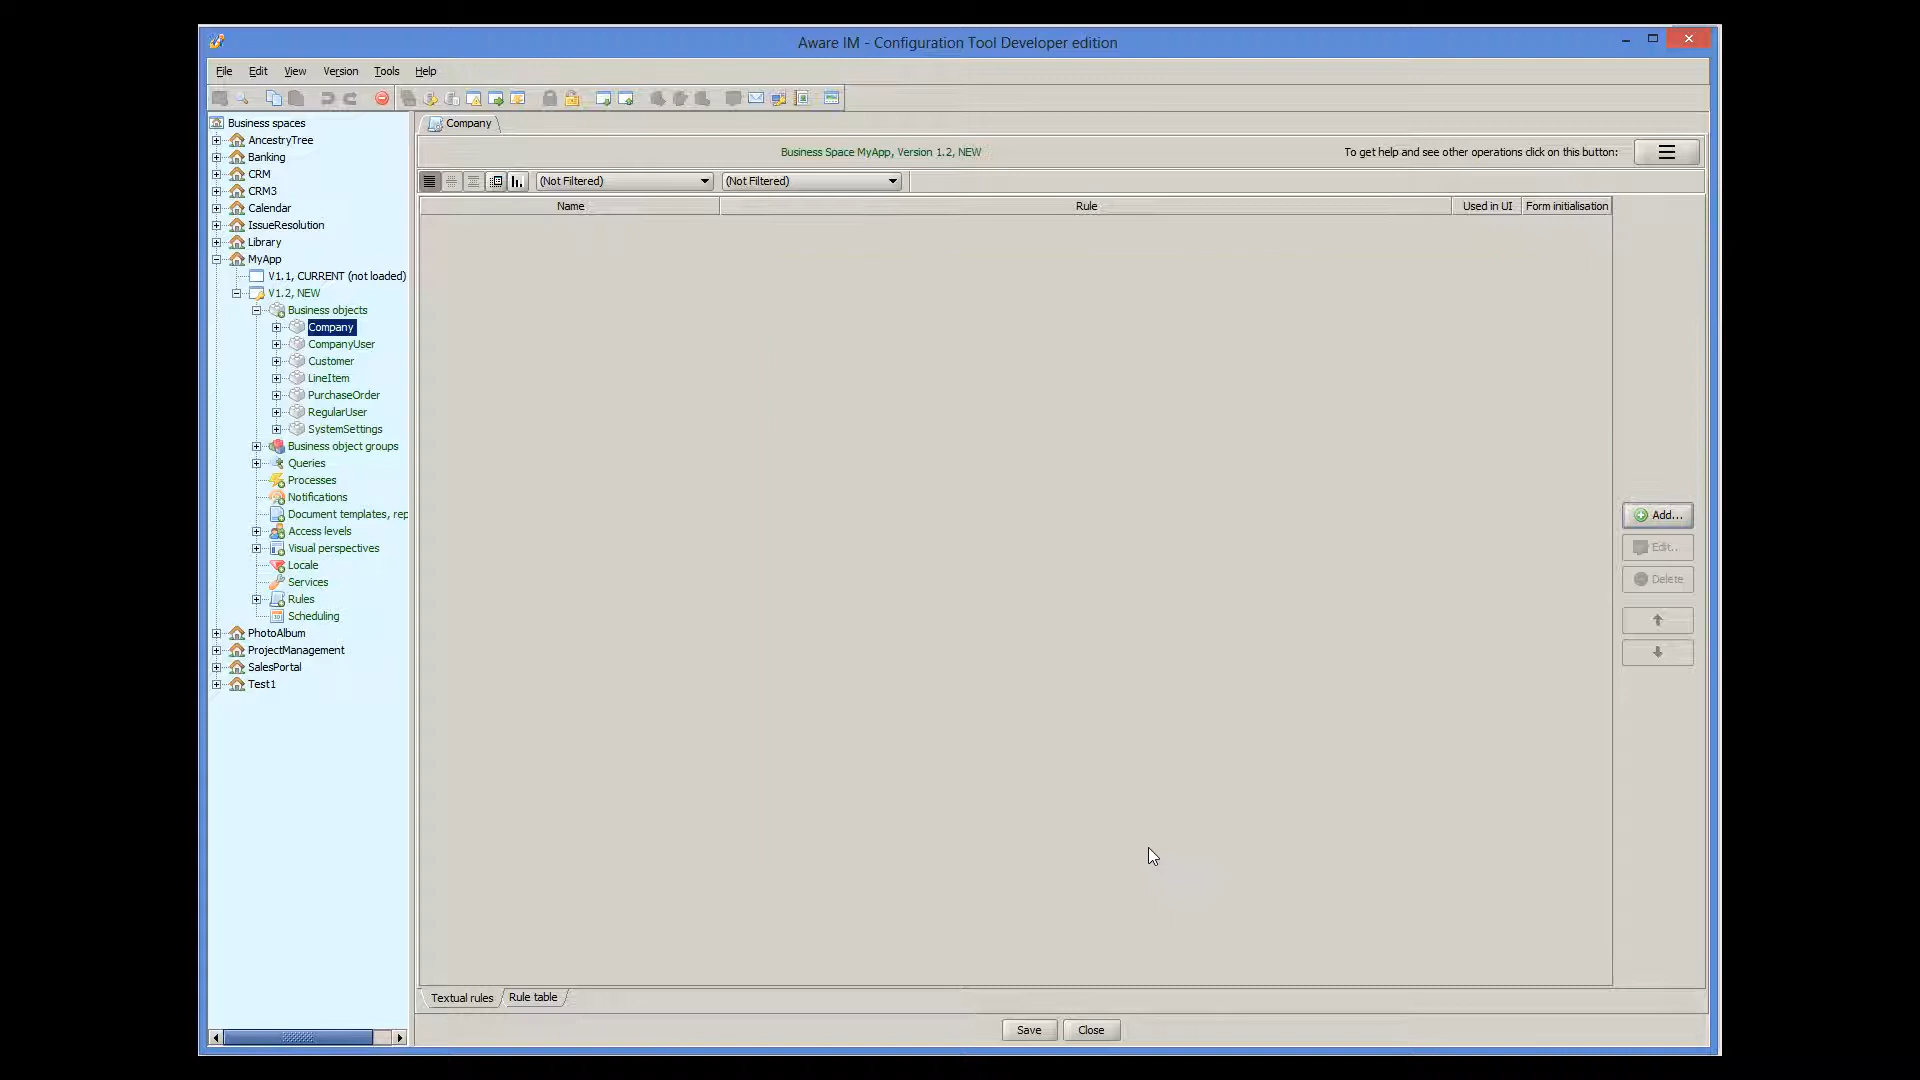 Aware IM - Configuration Tool Developer edition
File Edit View Version Tools Help
Business spaces
AncestryTree
Banking
CRM
CRM3
Calendar
IssueResolution
Library
MyApp
V1.1, CURRENT (not loaded)
V1.2, NEW
Business objects
Company
CompanyUser
Customer
LineItem
PurchaseOrder
RegularUser
SystemSettings
Business object groups
Queries
Processes
Notifications
Document templates, rep
Access levels
Visual perspectives
Locale
Services
Rules
Scheduling
PhotoAlbum
ProjectManagement
SalesPortal
Test1
Company
Business Space MyApp, Version 1.2, NEW To get help and see other operations click on this button:
(Not Filtered) (Not Filtered)
Name Rule Used in UI Form initialisation
Add...
Edit...
Delete
Textual rules Rule table
Save Close